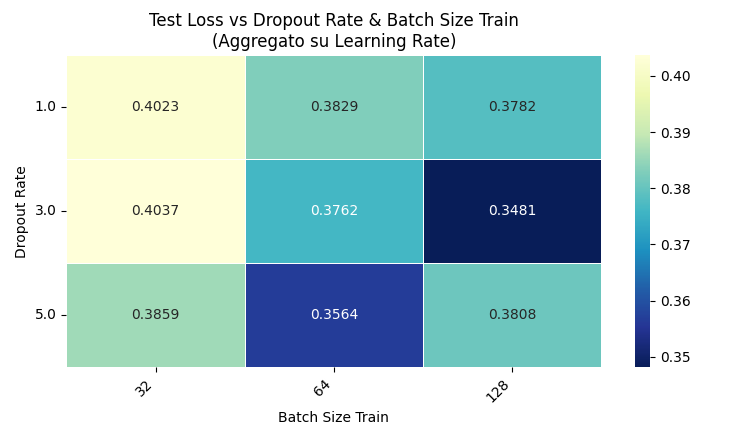 Test Loss vs Dropout Rate & Batch Size Train
(Aggregato su Learning Rate)
Dropout Rate
1.0 0.4023 0.3829 0.3782
3.0 0.4037 0.3762 0.3481
5.0 0.3859 0.3564 0.3808
32 64 128
Batch Size Train
0.40
0.39
0.38
0.37
0.36
0.35